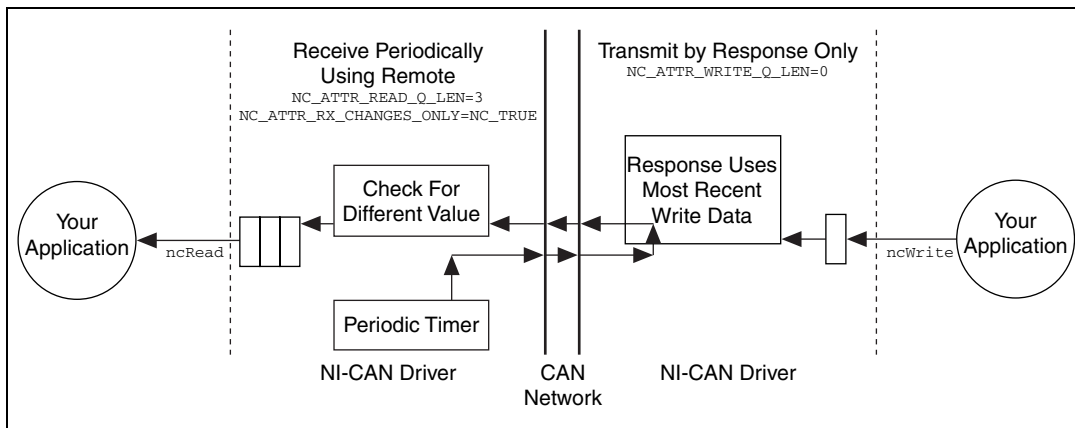 Receive Periodically
Using Remote
NC_ATTR_READ_Q_LEN=3
NC_ATTR_RX_CHANGES_ONLY=NC_TRUE
Transmit by Response Only
NC_ATTR_WRITE_Q_LEN=0
Your
Application
ncRead
Check For
Different Value
Periodic Timer
Response Uses
Most Recent
Write Data
ncWrite
Your
Application
NI-CAN Driver
CAN
Network
NI-CAN Driver